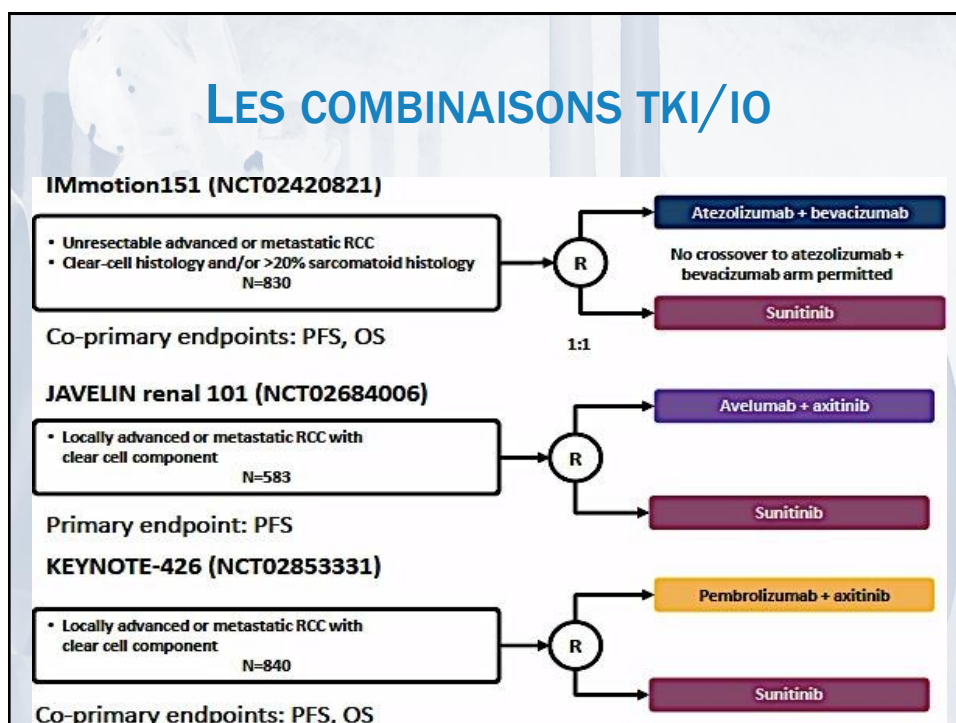 LES COMBINAISONS TKI/IO
IMmotion151 (NCT02420821)
• Unresectable advanced or metastatic RCC
• Clear-cell histology and/or >20% sarcomatoid histology
N=830
R
Atezolizumab + bevacizumab
No crossover to atezolizumab +
bevacizumab arm permitted
Sunitinib
Co-primary endpoints: PFS, OS
1:1
JAVELIN renal 101 (NCT02684006)
• Locally advanced or metastatic RCC with
clear cell component
N=583
R
Avelumab + axitinib
Sunitinib
Primary endpoint: PFS
KEYNOTE-426 (NCT02853331)
• Locally advanced or metastatic RCC with
clear cell component
N=840
R
Pembrolizumab + axitinib
Sunitinib
Co-primary endpoints: PFS, OS